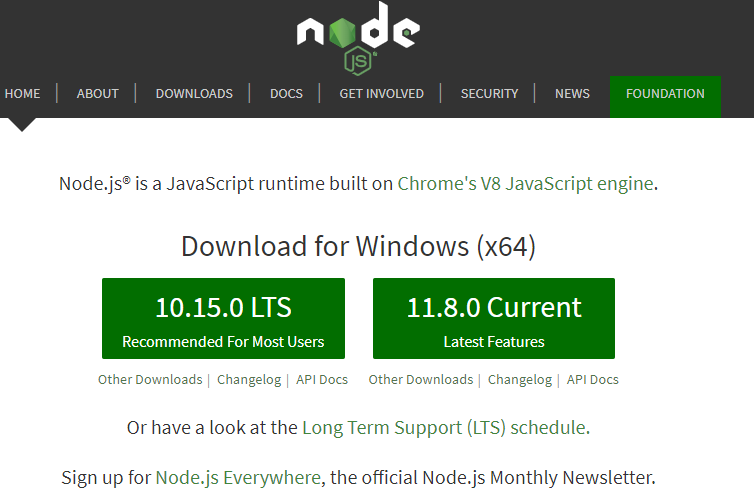 node
JS
HOME | ABOUT | DOWNLOADS | DOCS | GET INVOLVED | SECURITY | NEWS FOUNDATION
Node.js® is a JavaScript runtime built on Chrome's V8 JavaScript engine.
Download for Windows (x64)
10.15.0 LTS 11.8.0 Current
Recommended For Most Users Latest Features
Other Downloads | Changelog | API Docs Other Downloads | Changelog | API Docs
Or have a look at the Long Term Support (LTS) schedule.
Sign up for Node.js Everywhere, the official Node.js Monthly Newsletter.